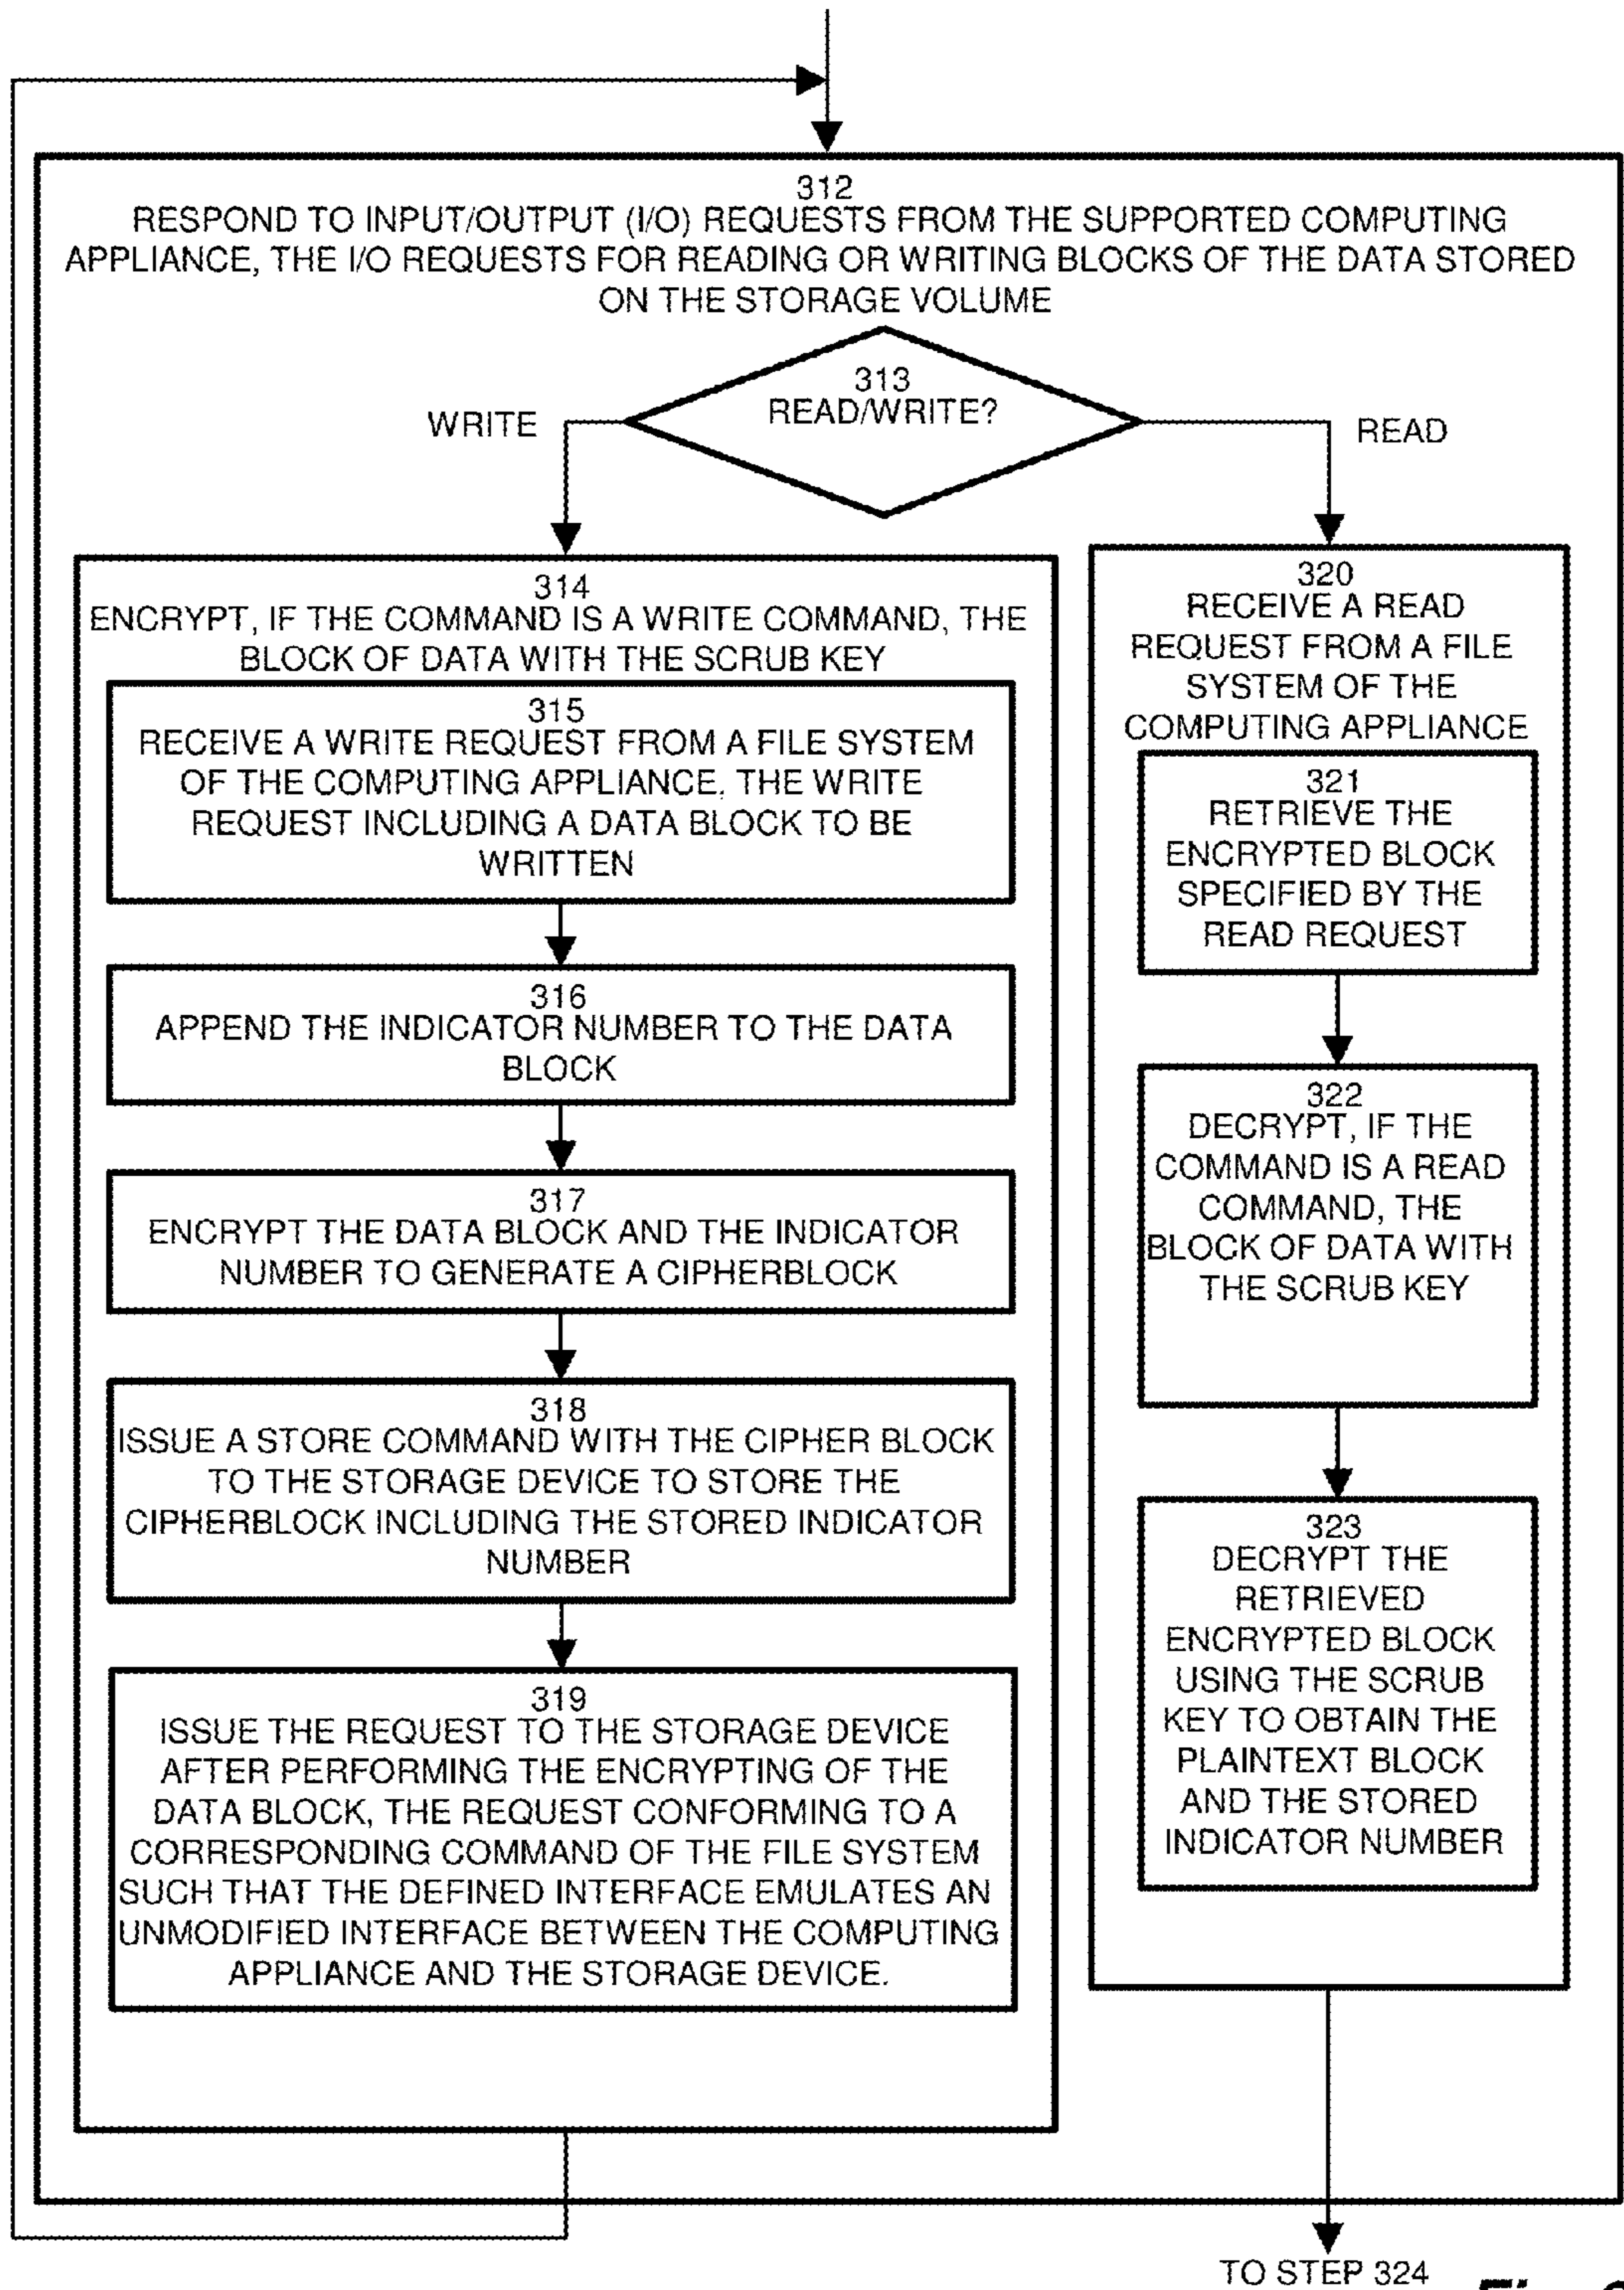 312
RESPOND TO INPUT/OUTPUT (I/O) REQUESTS FROM THE SUPPORTED COMPUTING
APPLIANCE, THE I/O REQUESTS FOR READING OR WRITING BLOCKS OF THE DATA STORED
ON THE STORAGE VOLUME
313
READ/WRITE?
WRITE
READ
314
ENCRYPT, IF THE COMMAND IS A WRITE COMMAND, THE
BLOCK OF DATA WITH THE SCRUB KEY
315
RECEIVE A WRITE REQUEST FROM A FILE SYSTEM
OF THE COMPUTING APPLIANCE, THE WRITE
REQUEST INCLUDING A DATA BLOCK TO BE
WRITTEN
316
APPEND THE INDICATOR NUMBER TO THE DATA
BLOCK
317
ENCRYPT THE DATA BLOCK AND THE INDICATOR
NUMBER TO GENERATE A CIPHERBLOCK
318
ISSUE A STORE COMMAND WITH THE CIPHER BLOCK
TO THE STORAGE DEVICE TO STORE THE
CIPHERBLOCK INCLUDING THE STORED INDICATOR
NUMBER
319
ISSUE THE REQUEST TO THE STORAGE DEVICE
AFTER PERFORMING THE ENCRYPTING OF THE
DATA BLOCK, THE REQUEST CONFORMING TO A
CORRESPONDING COMMAND OF THE FILE SYSTEM
SUCH THAT THE DEFINED INTERFACE EMULATES AN
UNMODIFIED INTERFACE BETWEEN THE COMPUTING
APPLIANCE AND THE STORAGE DEVICE.
320
RECEIVE A READ
REQUEST FROM A FILE
SYSTEM OF THE
COMPUTING APPLIANCE
321
RETRIEVE THE
ENCRYPTED BLOCK
SPECIFIED BY THE
READ REQUEST
322
DECRYPT, IF THE
COMMAND IS A READ
COMMAND, THE
BLOCK OF DATA WITH
THE SCRUB KEY
323
DECRYPT THE
RETRIEVED
ENCRYPTED BLOCK
USING THE SCRUB
KEY TO OBTAIN THE
PLAINTEXT BLOCK
AND THE STORED
INDICATOR NUMBER
TO STEP 324